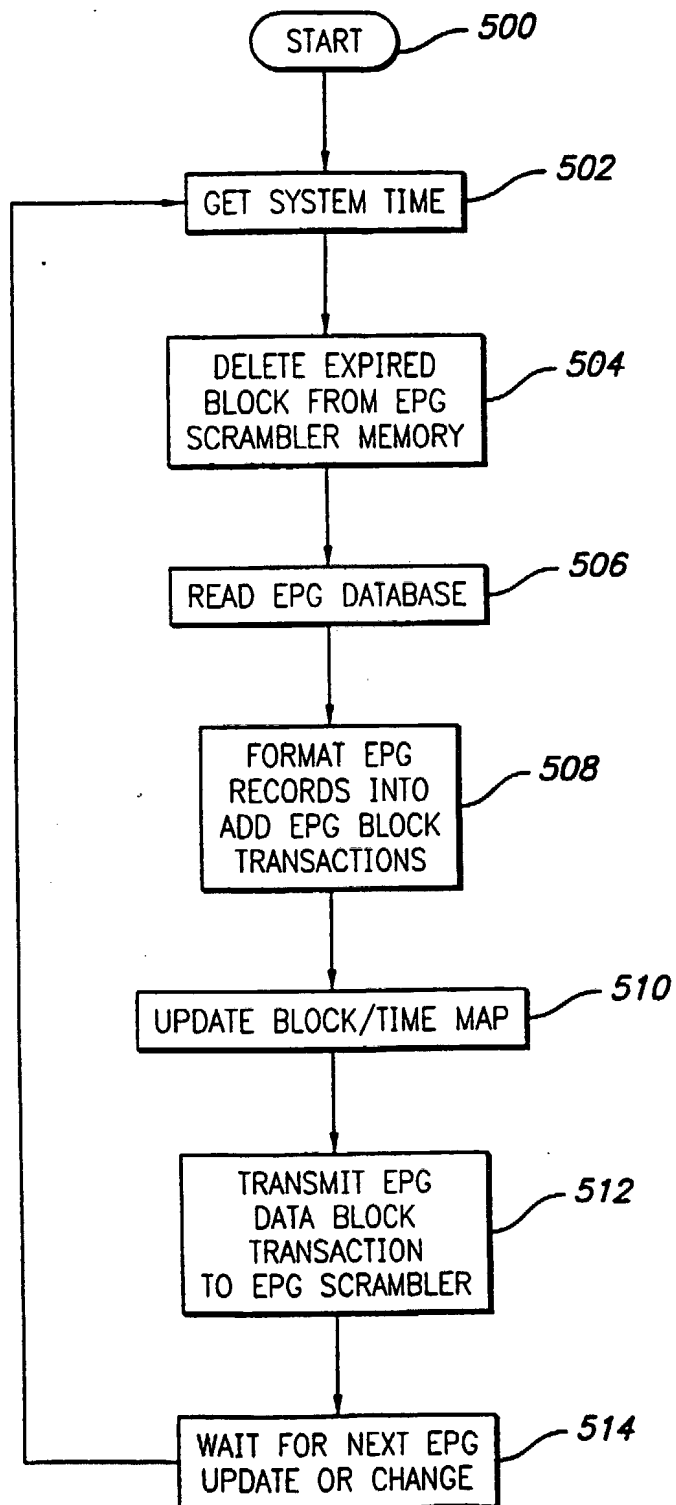 START
500
GET SYSTEM TIME
502
DELETE EXPIRED
BLOCK FROM EPG
SCRAMBLER MEMORY
504
READ EPG DATABASE
506
FORMAT EPG
RECORDS INTO
ADD EPG BLOCK
TRANSACTIONS
508
UPDATE BLOCK/TIME MAP
510
TRANSMIT EPG
DATA BLOCK
TRANSACTION
TO EPG SCRAMBLER
512
WAIT FOR NEXT EPG
UPDATE OR CHANGE
514